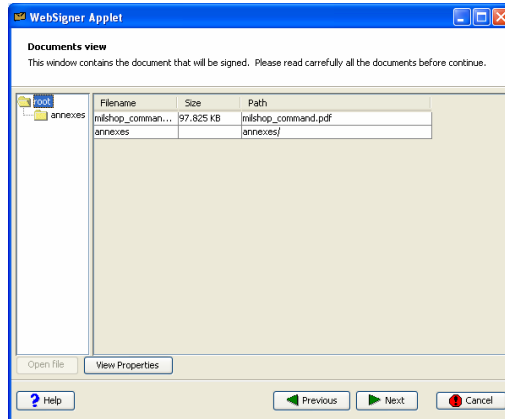 WebSigner Applet
Documents view
This window contains the document that will be signed. Please read carrefully all the documents before continue.
root
annexes
Filename Size Path
milshop_comman... 97.825 KB milshop_command.pdf
annexes annexes/
Open file View Properties
? Help Previous Next Cancel